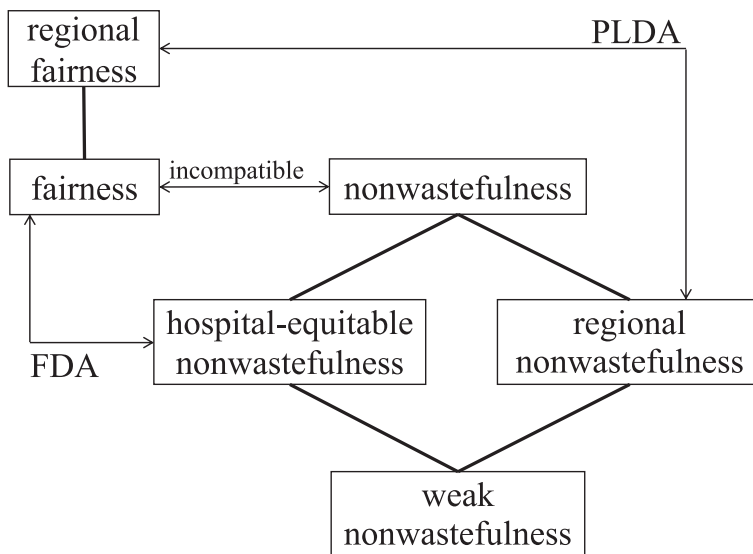 regional
fairness
PLDA
fairness
incompatible
nonwastefulness
hospital-equitable
nonwastefulness
regional
nonwastefulness
FDA
weak
nonwastefulness